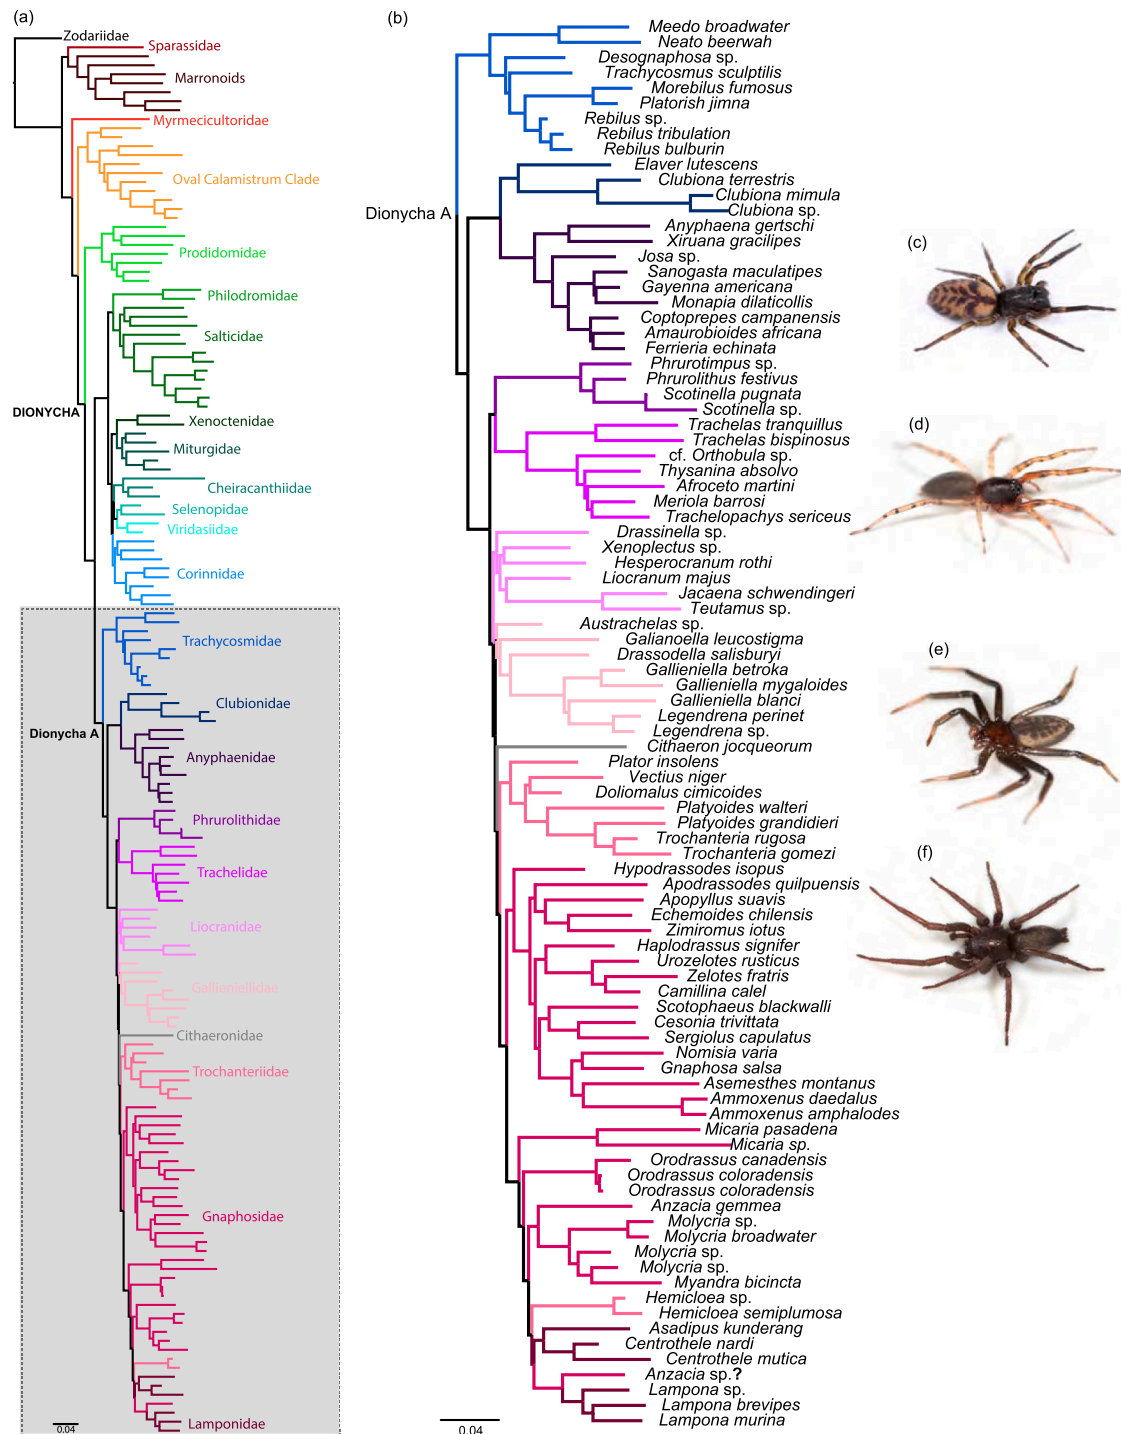 (a)
Zodariidae
Sparassidae
Marronoids
Myrmecicultoridae
Oval Calamistrum Clade
Prodidomidae
Philodromidae
Salticidae
DIONYCHA
Xenoctenidae
Miturgidae
Cheiracanthiidae
Selenopidae
Viridasiidae
Corinnidae
Trachycosmidae
Clubionidae
Dionycha A
Anyphaenidae
Phrurolithidae
Trachelidae
Liocranidae
Gallieniellidae
Cithaeronidae
Trochanteriidae
Gnaphosidae
Lamponidae
0.04
(b)
Meedo broadwater
Neato beerwah
Desognaphosa sp.
Trachycosmus sculptilis
Morebilus fumosus
Platorish jimna
Rebilus sp.
Rebilus tribulation
Rebilus bulburin
Elaver lutescens
Clubiona terrestris
Clubiona mimula
Clubiona sp.
Dionycha A
Anyphaena gertschi
Xiruana gracilipes
Josa sp.
Sanogasta maculatipes
Gayenna americana
Monapia dilaticollis
Coptoprepes campanensis
Amaurobioides africana
Ferrieria echinata
Phrurotimpus sp.
Phrurolithus festivus
Scotinella pugnata
Scotinella sp.
Trachelas tranquillus
Trachelas bispinosus
cf. Orthobula sp.
Thysanina absolvo
Afroceto martini
Meriola barrosi
Trachelopachys sericeus
Drassinella sp.
Xenoplectus sp.
Hesperocranum rothi
Liocranum majus
Jacaena schwendingeri
Teutamus sp.
Austrachelas sp.
Galianoella leucostigma
Drassodella salisburyi
Gallieniella betroka
Gallieniella mygaloides
Gallieniella blanci
Legendrena perinet
Legendrena sp.
Cithaeron jocqueorum
Plator insolens
Vectius niger
Doliomalus cimicoides
Platyoides walteri
Platyoides grandidieri
Trochanteria rugosa
Trochanteria gomezi
Hypodrassodes isopus
Apodrassodes quilpuensis
Apopyllus suavis
Echemoides chilensis
Zimiromus iotus
Haplodrassus signifer
Urozelotes rusticus
Zelotes fratris
Camillina calel
Scotophaeus blackwalli
Cesonia trivittata
Sergiolus capulatus
Nomisia varia
Gnaphosa salsa
Asemesthes montanus
Ammoxenus daedalus
Ammoxenus amphalodes
Micaria pasadena
Micaria sp.
Orodrassus canadensis
Orodrassus coloradensis
Orodrassus coloradensis
Anzacia gemmea
Molycria sp.
Molycria broadwater
Molycria sp.
Molycria sp.
Myandra bicincta
Hemicloea sp.
Hemicloea semiplumosa
Asadipus kunderang
Centrothele nardi
Centrothele mutica
Anzacia sp.?
Lampona sp.
Lampona brevipes
Lampona murina
0.04
(c)
(d)
(e)
(f)